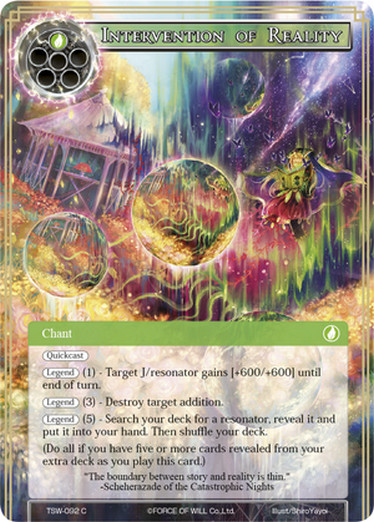 Intervention of Reality
Chant
Quickcast
Legend (1) - Target J/resonator gains [+600/+600] until
end of turn.
Legend (3) - Destroy target addition.
Legend (5) - Search your deck for a resonator, reveal it and
put it into your hand. Then shuffle your deck.
(Do all if you have five or more cards revealed from your
extra deck as you play this card.)
"The boundary between story and reality is thin."
-Scheherazade of the Catastrophic Nights
TSW-092 C ©FORCE OF WILL Co.,Ltd. Illust/ShiroYayoi